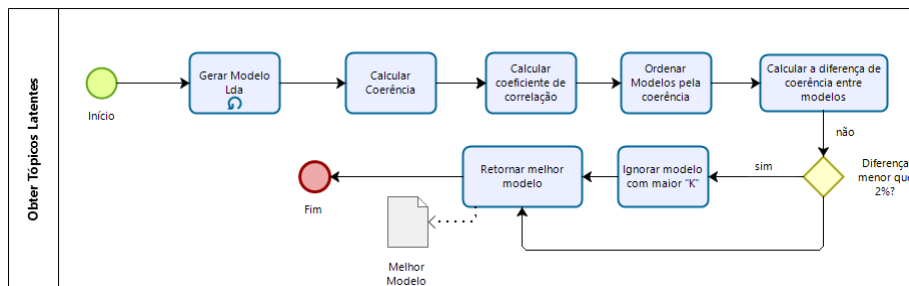 Obter Tópicos Latentes
Início
Gerar Modelo
Lda
Calcular
Coerência
Calcular
coeficiente de
correlação
Ordenar
Modelos pela
coerência
Calcular a diferença de
coerência entre
modelos
não
Diferença
menor que
2%?
sim
Ignorar modelo
com maior "K"
Retornar melhor
modelo
Fim
Melhor
Modelo